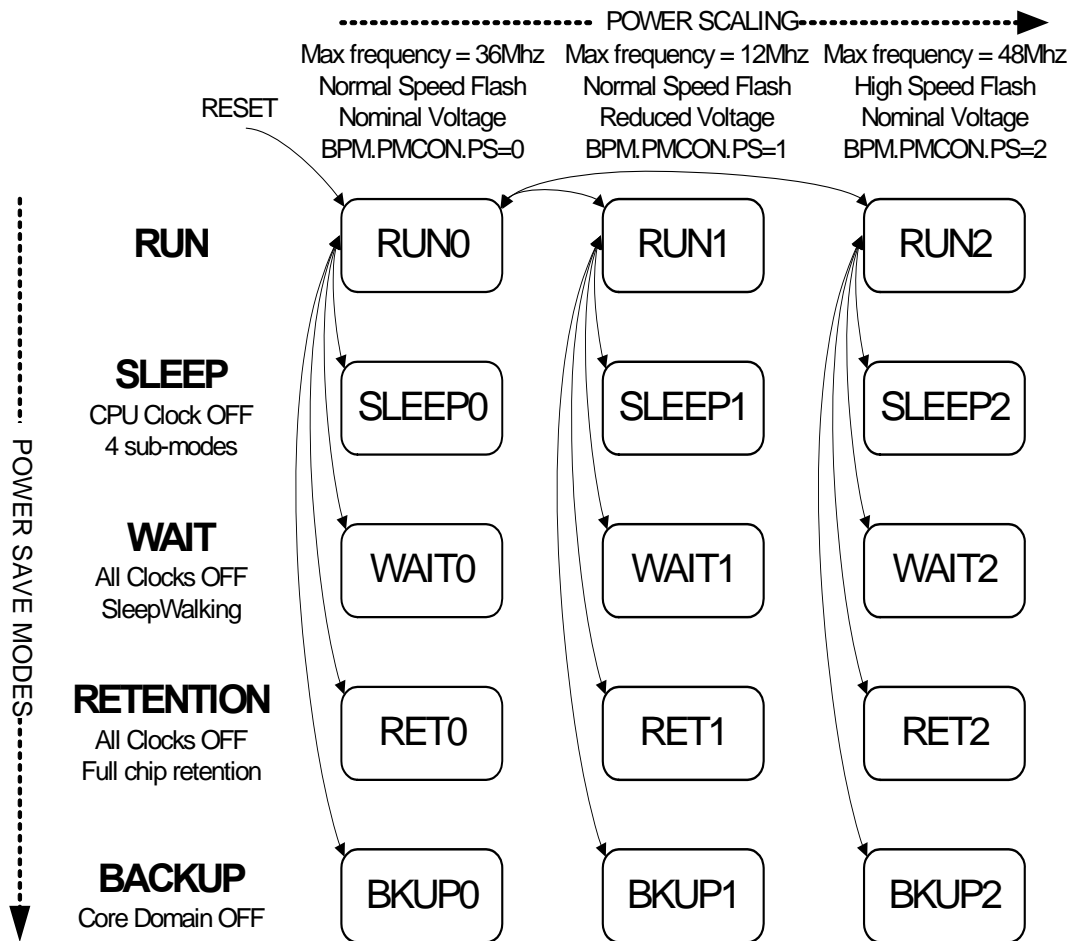 POWER SCALING
Max frequency = 36Mhz
Normal Speed Flash
Nominal Voltage
BPM.PMCON.PS=0
Max frequency = 12Mhz
Normal Speed Flash
Reduced Voltage
BPM.PMCON.PS=1
Max frequency = 48Mhz
High Speed Flash
Nominal Voltage
BPM.PMCON.PS=2
RESET
POWER SAVE MODES
RUN
RUN0
RUN1
RUN2
SLEEP
CPU Clock OFF
4 sub-modes
SLEEP0
SLEEP1
SLEEP2
WAIT
All Clocks OFF
SleepWalking
WAIT0
WAIT1
WAIT2
RETENTION
All Clocks OFF
Full chip retention
RET0
RET1
RET2
BACKUP
Core Domain OFF
BKUP0
BKUP1
BKUP2